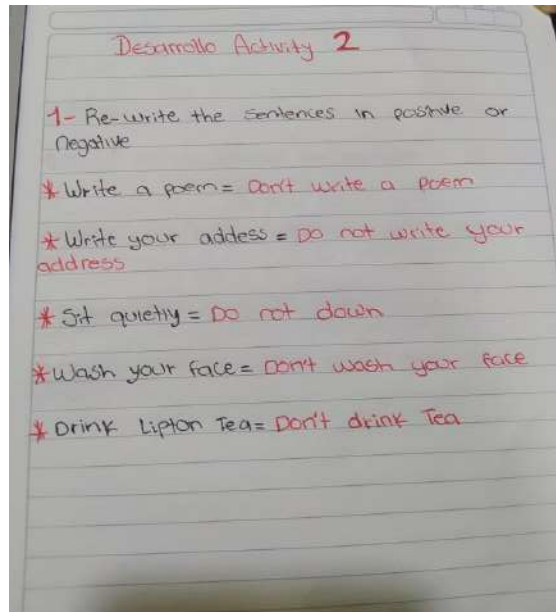 Desarrollo Activity 2
1- Re-write the sentences in positive or
negative
* Write a poem = Don't write a poem
* Write your addess = Do not write your
address
* Sit quietly = Do not down
* Wash your face = Don't wash your face
* Drink Lipton Tea = Don't drink Tea